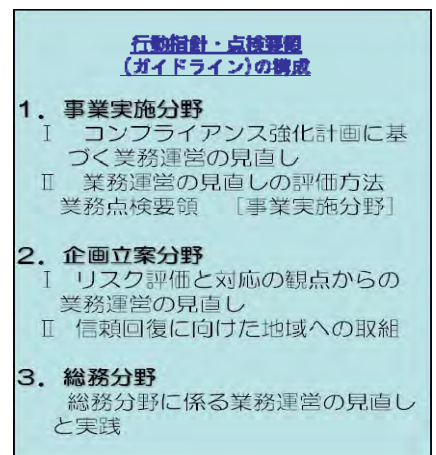 行動指針・点検要領
(ガイドライン)の構成
1．事業実施分野
Ⅰ　コンプライアンス強化計画に基
づく業務運営の見直し
Ⅱ　業務運営の見直しの評価方法
業務点検要領　［事業実施分野］
2．企画立案分野
Ⅰ　リスク評価と対応の観点からの
業務運営の見直し
Ⅱ　信頼回復に向けた地域への取組
3．総務分野
総務分野に係る業務運営の見直し
と実践